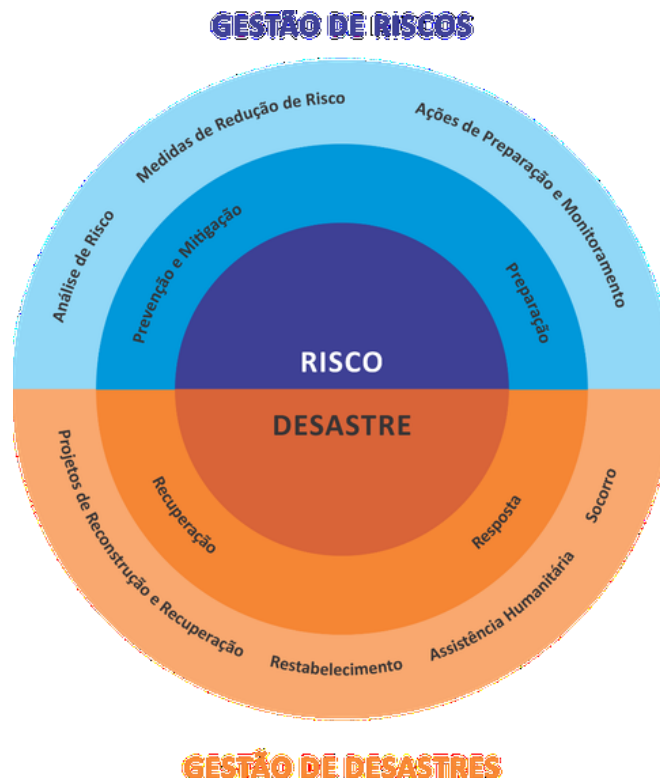 GESTÃO DE RISCOS
Medidas de Redução de Risco
Ações de Preparação e Monitoramento
Análise de Risco
Prevenção e Mitigação
Preparação
RISCO
DESASTRE
Recuperação
Resposta
Socorro
Projetos de Reconstrução e Recuperação
Restabelecimento
Assistência Humanitária
GESTÃO DE DESASTRES